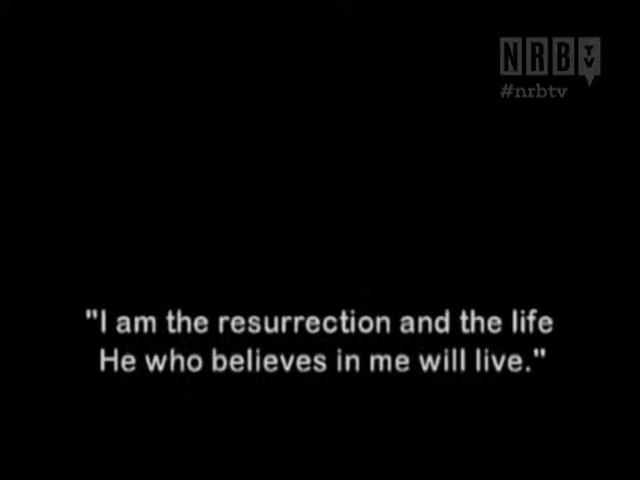 NRB TV
#nrbtv
"I am the resurrection and the life
He who believes in me will live."